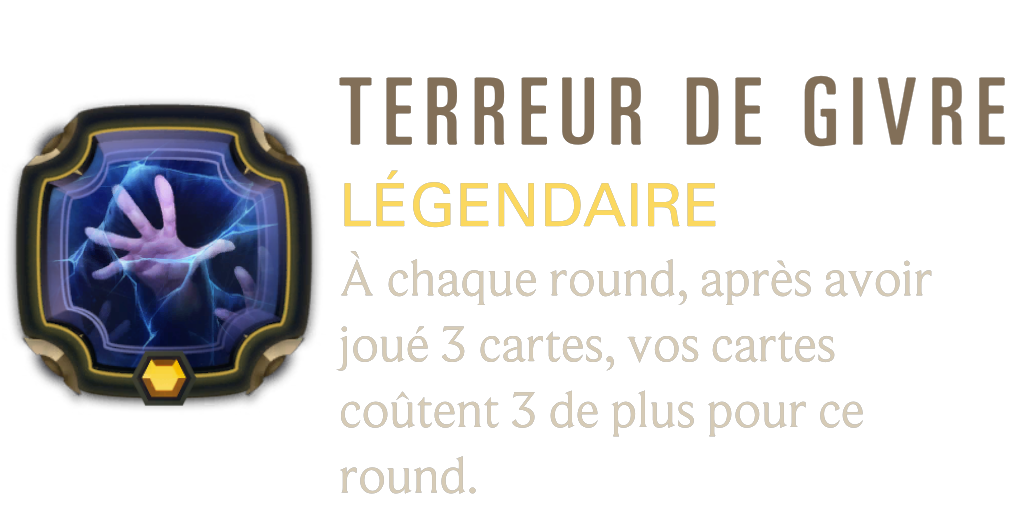 TERREUR DE GIVRE
LÉGENDAIRE
À chaque round, après avoir
joué 3 cartes, vos cartes
coûtent 3 de plus pour ce
round.